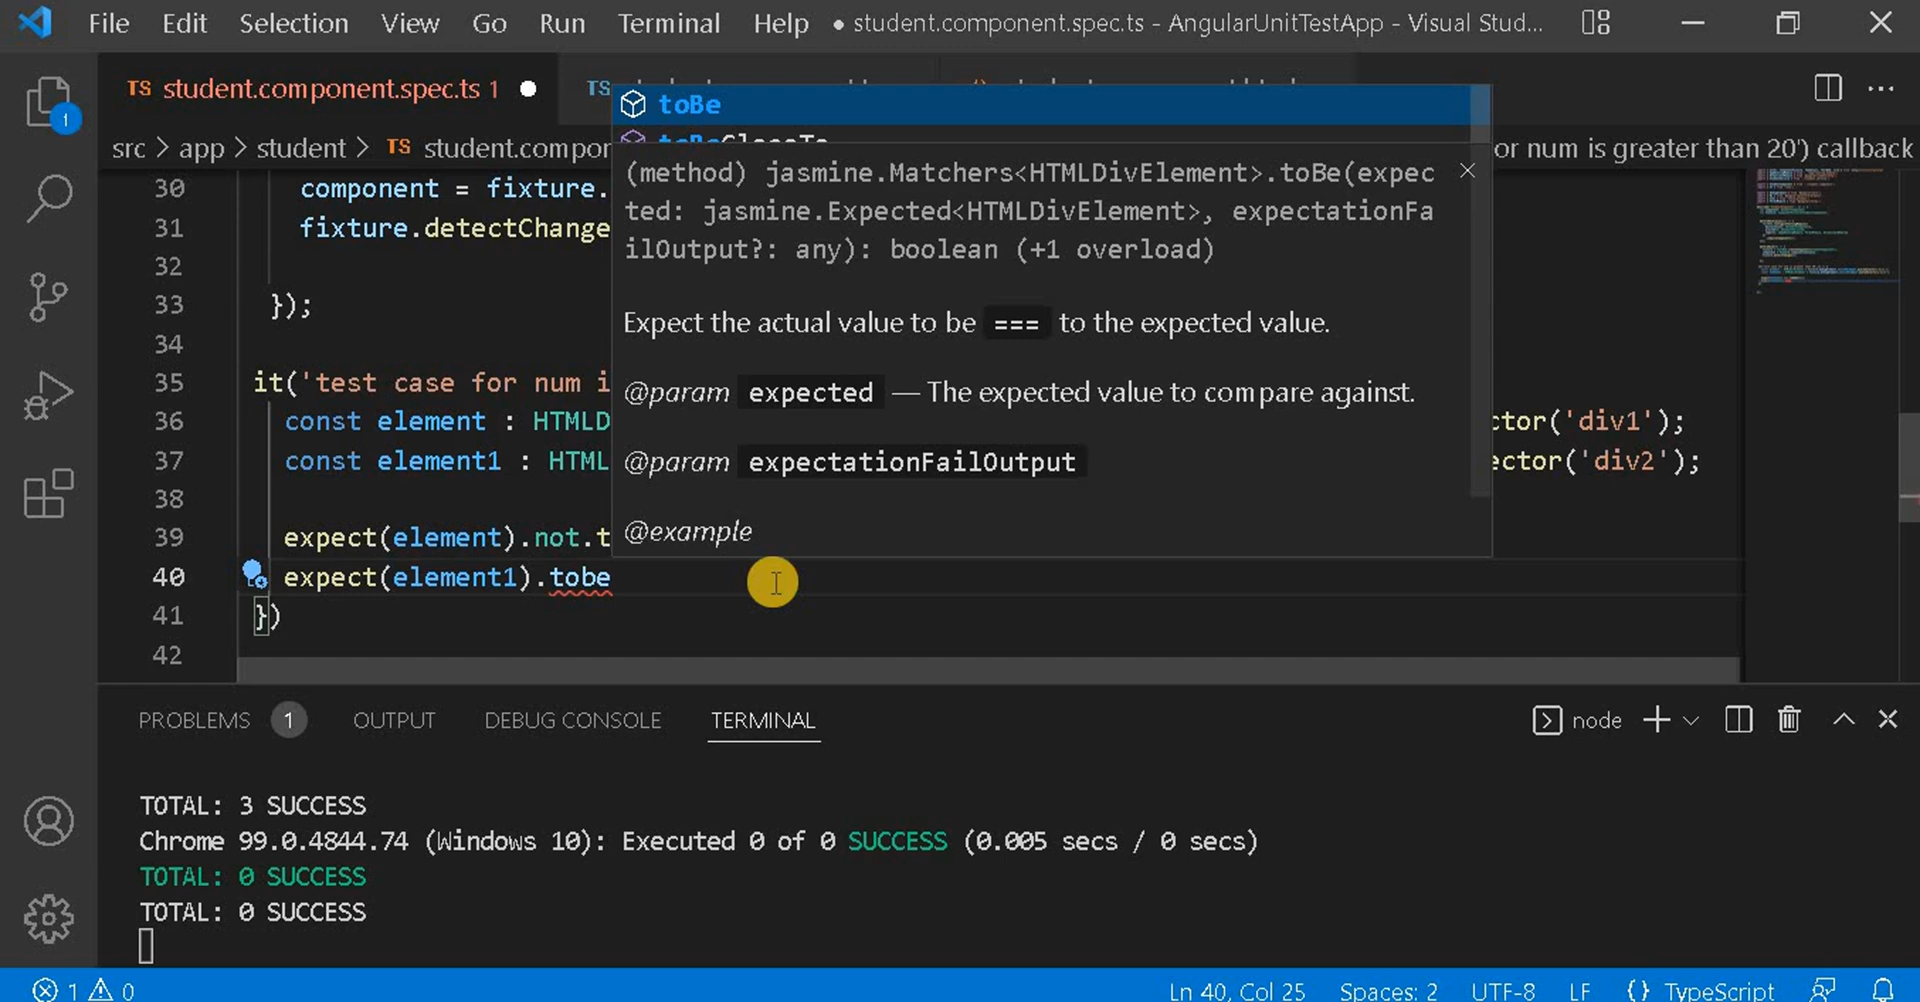 File Edit Selection View Go Run Terminal Help ● student.component.spec.ts - AngularUnitTestApp - Visual Stud...
TS student.component.spec.ts 1 TS
src > app > student > TS student.compor or num is greater than 20') callback
toBe
toBeCloseTo
(method) jasmine.Matchers<HTMLDivElement>.toBe(expec
ted: jasmine.Expected<HTMLDivElement>, expectationFa
ilOutput?: any): boolean (+1 overload)
Expect the actual value to be === to the expected value.
@param expected — The expected value to compare against.
@param expectationFailOutput
@example
30 component = fixture.
31 fixture.detectChange
32
33 });
34
35 it('test case for num i
36 const element : HTMLD ctor('div1');
37 const element1 : HTML ector('div2');
38
39 expect(element).not.t
40 expect(element1).tobe
41 })
42
PROBLEMS 1 OUTPUT DEBUG CONSOLE TERMINAL node
TOTAL: 3 SUCCESS
Chrome 99.0.4844.74 (Windows 10): Executed 0 of 0 SUCCESS (0.005 secs / 0 secs)
TOTAL: 0 SUCCESS
TOTAL: 0 SUCCESS
1 0 Ln 40, Col 25 Spaces: 2 UTF-8 LF {} TypeScript
1